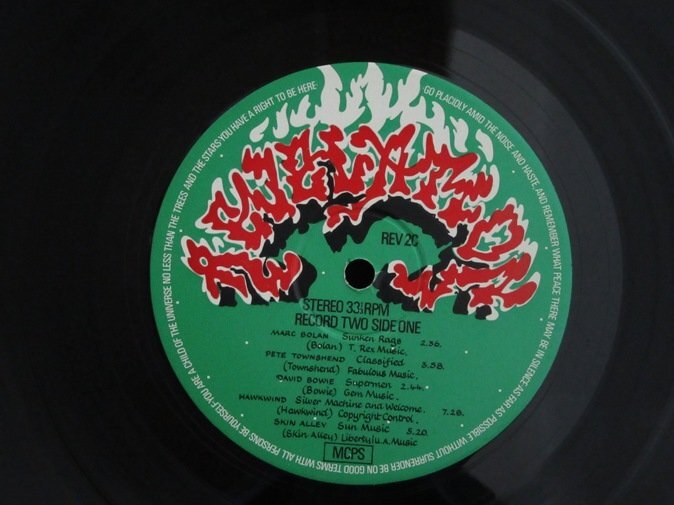 GO PLACIDLY AMID THE NOISE AND HASTE AND REMEMBER WHAT PEACE THERE MAY BE IN SILENCE AS FAR AS POSSIBLE WITHOUT SURRENDER BE ON GOOD TERMS WITH ALL PERSONS BE YOURSELF·YOU ARE A CHILD OF THE UNIVERSE NO LESS THAN THE TREES AND THE STARS YOU HAVE A RIGHT TO BE HERE·
REVELATION
REV 2C
STEREO 33⅓RPM
RECORD TWO SIDE ONE
MARC BOLAN Sunken Rags 2.36.
(Bolan) T. Rex Music.
PETE TOWNSHEND Classified 3.58.
(Townshend) Fabulous Music.
DAVID BOWIE Supermen 2.44.
(Bowie) Gem Music.
HAWKWIND Silver Machine and Welcome. 7.28.
(Hawkwind) Copyright Control.
SKIN ALLEY Sun Music 5.20.
(Skin Alley) Liberty/U.A. Music
MCPS